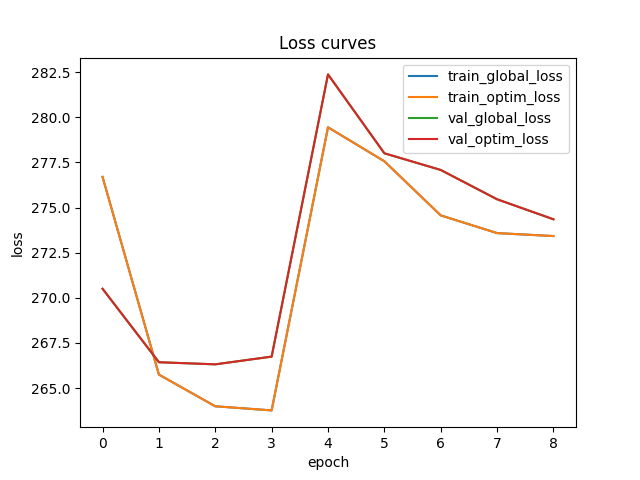 Loss curves
282.5
280.0
277.5
275.0
272.5
270.0
267.5
265.0
loss
train_global_loss
train_optim_loss
val_global_loss
val_optim_loss
0 1 2 3 4 5 6 7 8
epoch